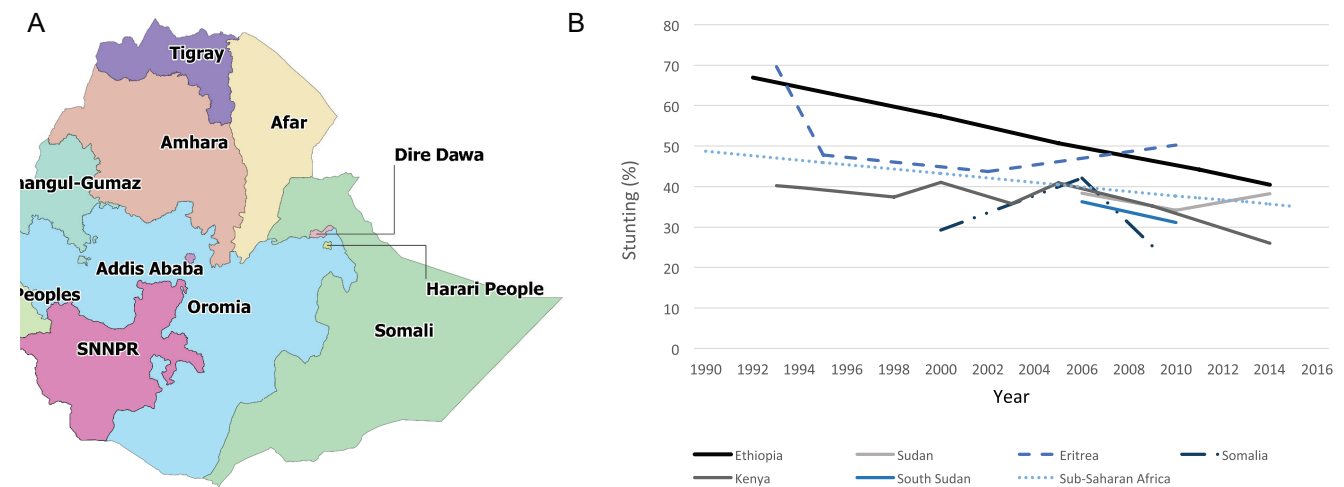 A
Tigray
Afar
Amhara
Dire Dawa
nangul-Gumaz
Addis Ababa
Harari People
Peoples
Oromia
Somali
SNNPR
B
80
70
60
50
40
30
20
10
0
Stunting (%)
1990 1992 1994 1996 1998 2000 2002 2004 2006 2008 2010 2012 2014 2016
Year
Ethiopia Sudan Eritrea Somalia
Kenya South Sudan Sub-Saharan Africa